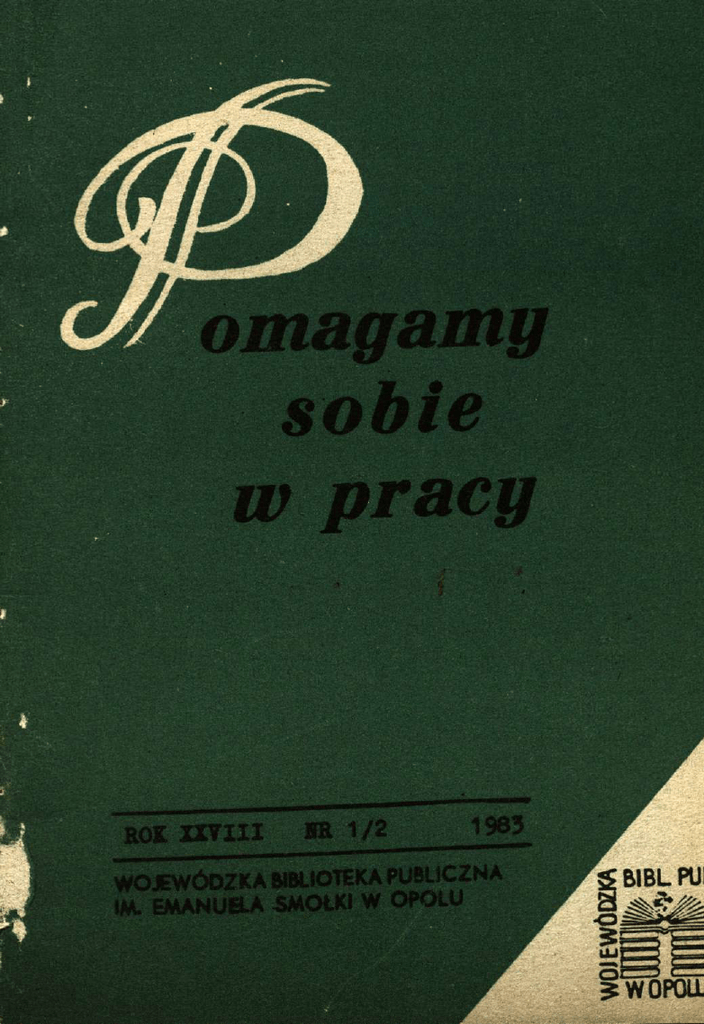 Pomagamy
sobie
w pracy
ROK XXVIII NR 1/2 1983
WOJEWÓDZKA BIBLIOTEKA PUBLICZNA
IM. EMANUELA SMOŁKI W OPOLU
WOJEWÓDZKA
BIBL. PU
W OPOLU